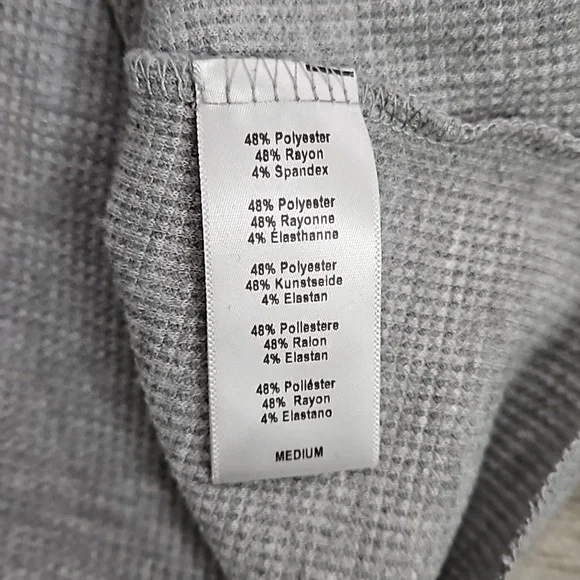 48% Polyester
48% Rayon
4% Spandex
48% Polyester
48% Rayonne
4% Élasthanne
48% Polyester
48% Kunstseide
4% Elastan
48% Poliestere
48% Raion
4% Elastan
48% Poliéster
48% Rayon
4% Elastano
MEDIUM